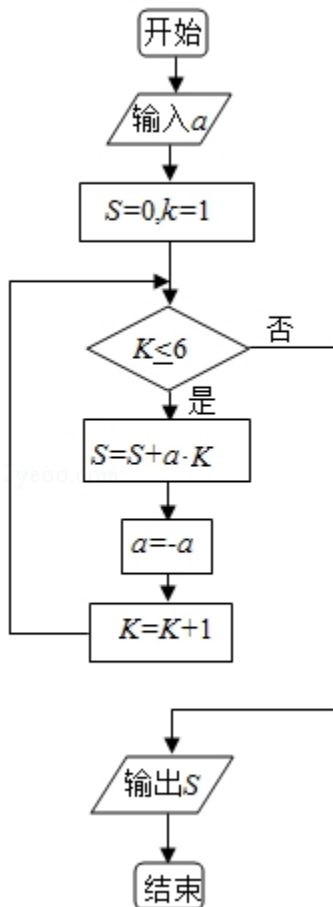 开始
输入a
S=0,k=1
K≤6
否
是
S=S+a·K
a=-a
K=K+1
输出S
结束